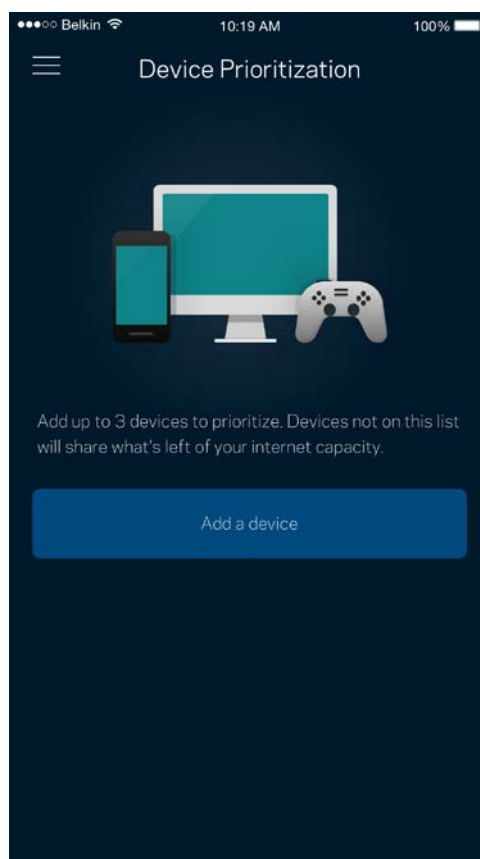 Belkin 10:19 AM 100%
Device Prioritization
Add up to 3 devices to prioritize. Devices not on this list
will share what's left of your internet capacity.
Add a device